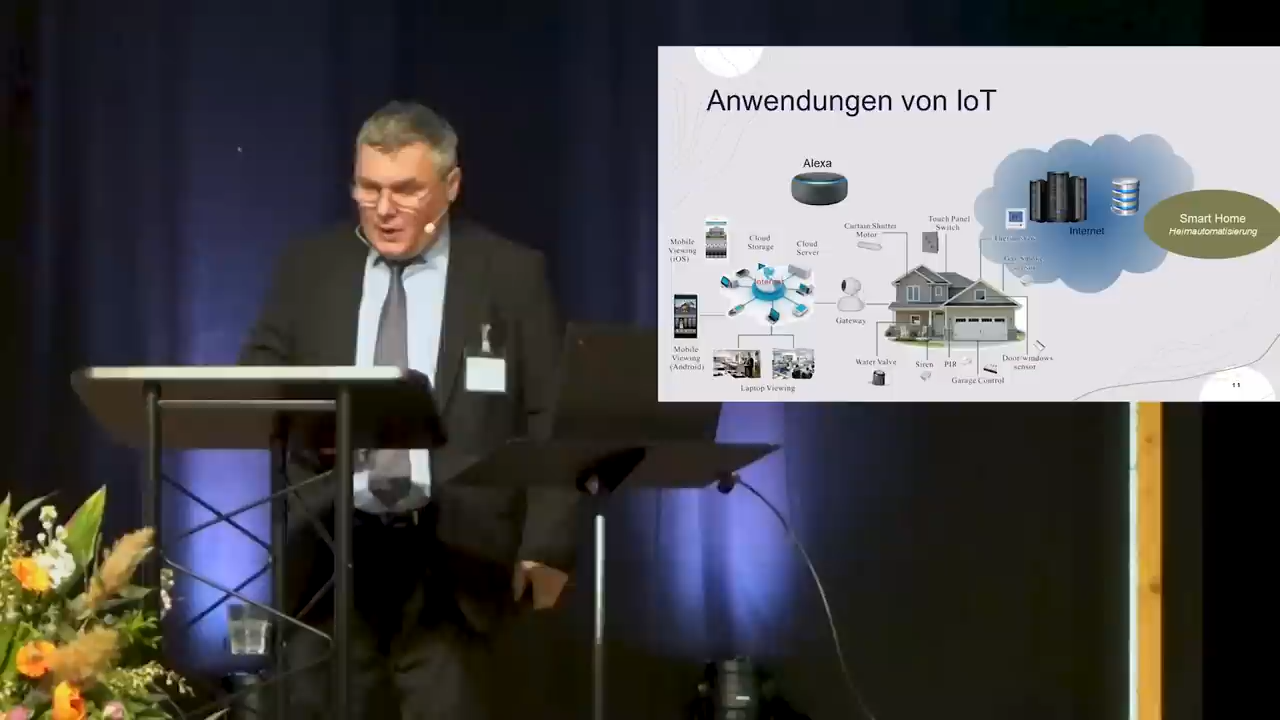 Anwendungen von IoT
Alexa
Smart Home
Heimautomatisierung
Internet
Curtain Shutter
Motor
Touch Panel
Switch
Mobile
Viewing
(iOS)
Cloud
Storage
Cloud
Server
Internet
Gateway
Mobile
Viewing
(Android)
Laptop Viewing
Water Valve
Siren
PIR
Garage Control
Door/windows
sensor
11